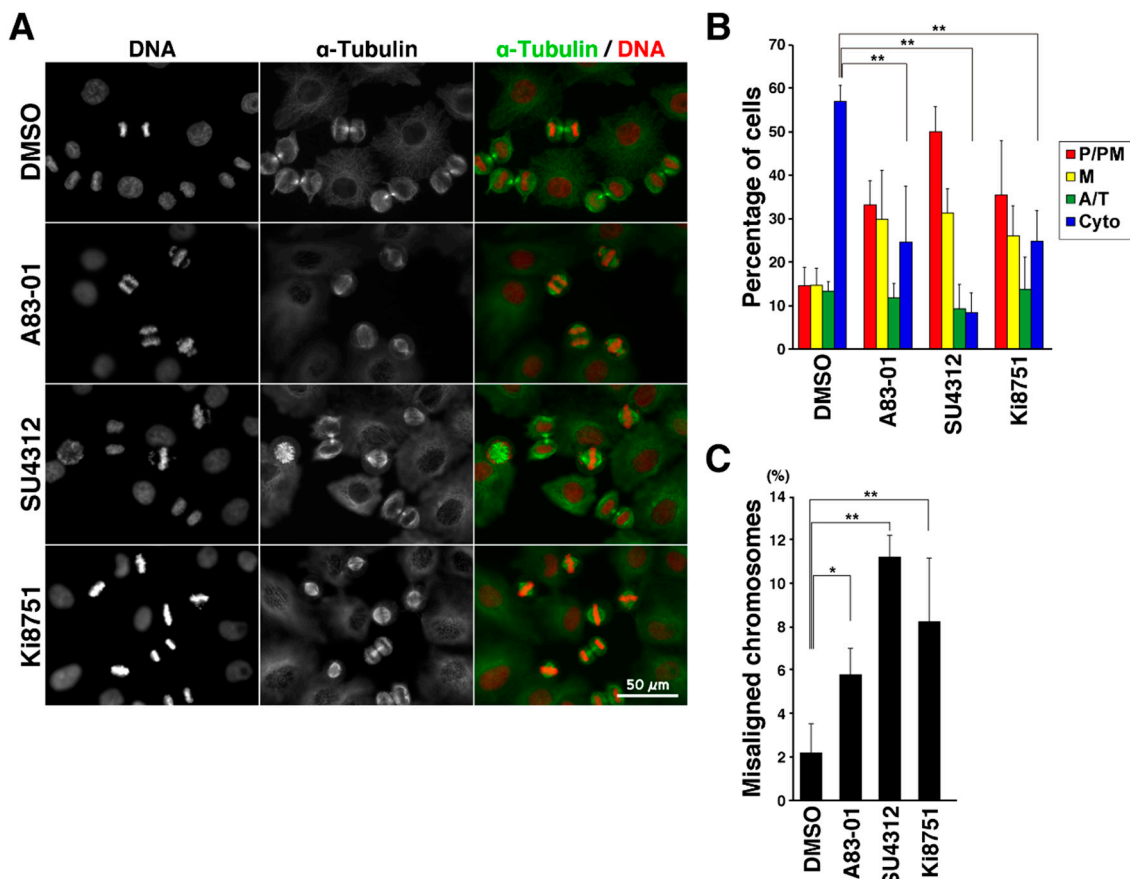 A
DNA
α-Tubulin
α-Tubulin / DNA
DMSO
A83-01
SU4312
Ki8751
50 μm
B
Percentage of cells
70
60
50
40
30
20
10
0
**
**
**
DMSO
A83-01
SU4312
Ki8751
P/PM
M
A/T
Cyto
C
(%)
Misaligned chromosomes
14
12
10
8
6
4
2
0
**
**
*
DMSO
A83-01
SU4312
Ki8751